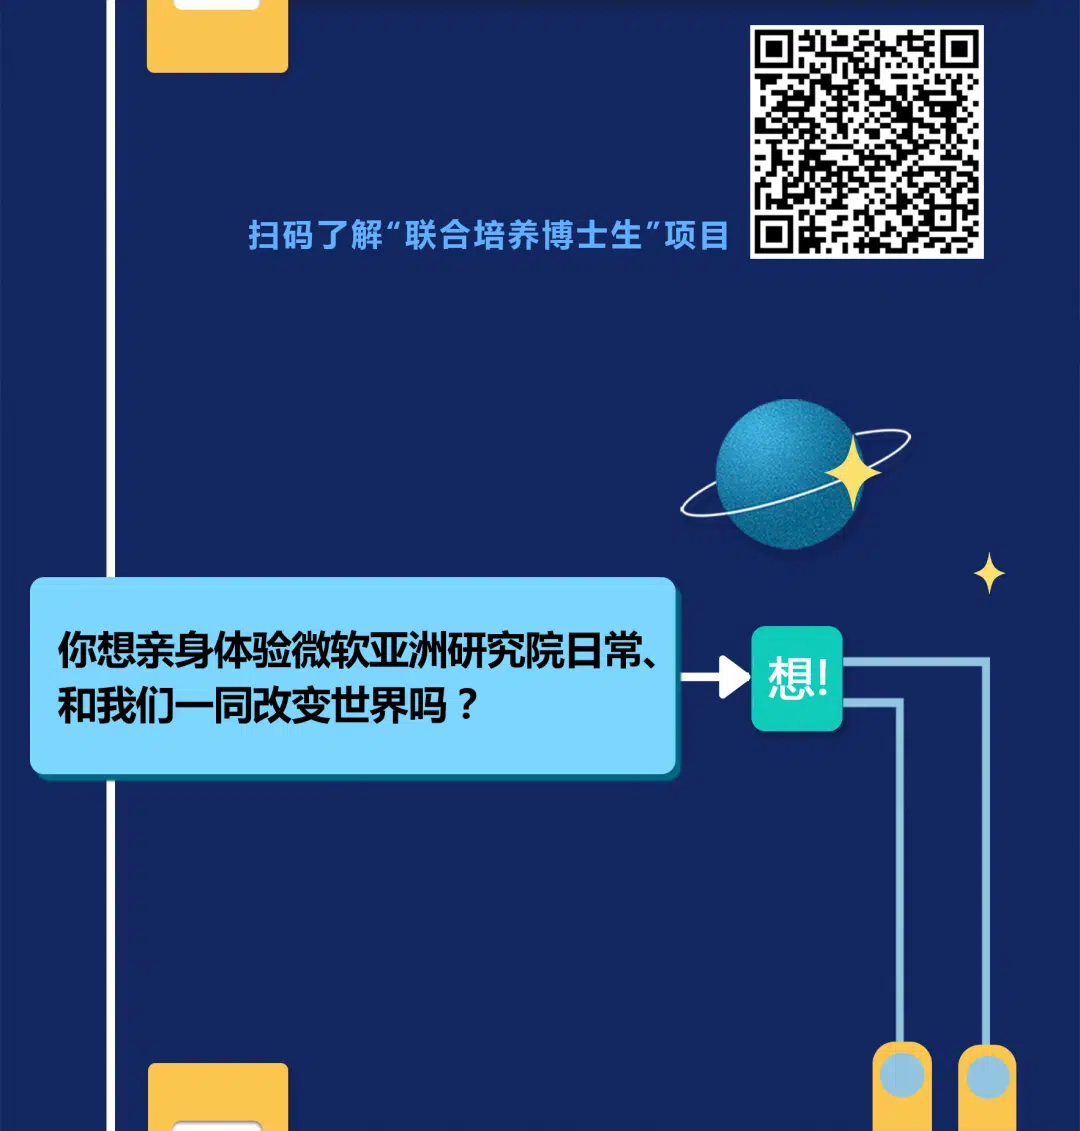 扫码了解“联合培养博士生”项目
你想亲身体验微软亚洲研究院日常、
和我们一同改变世界吗？
想!